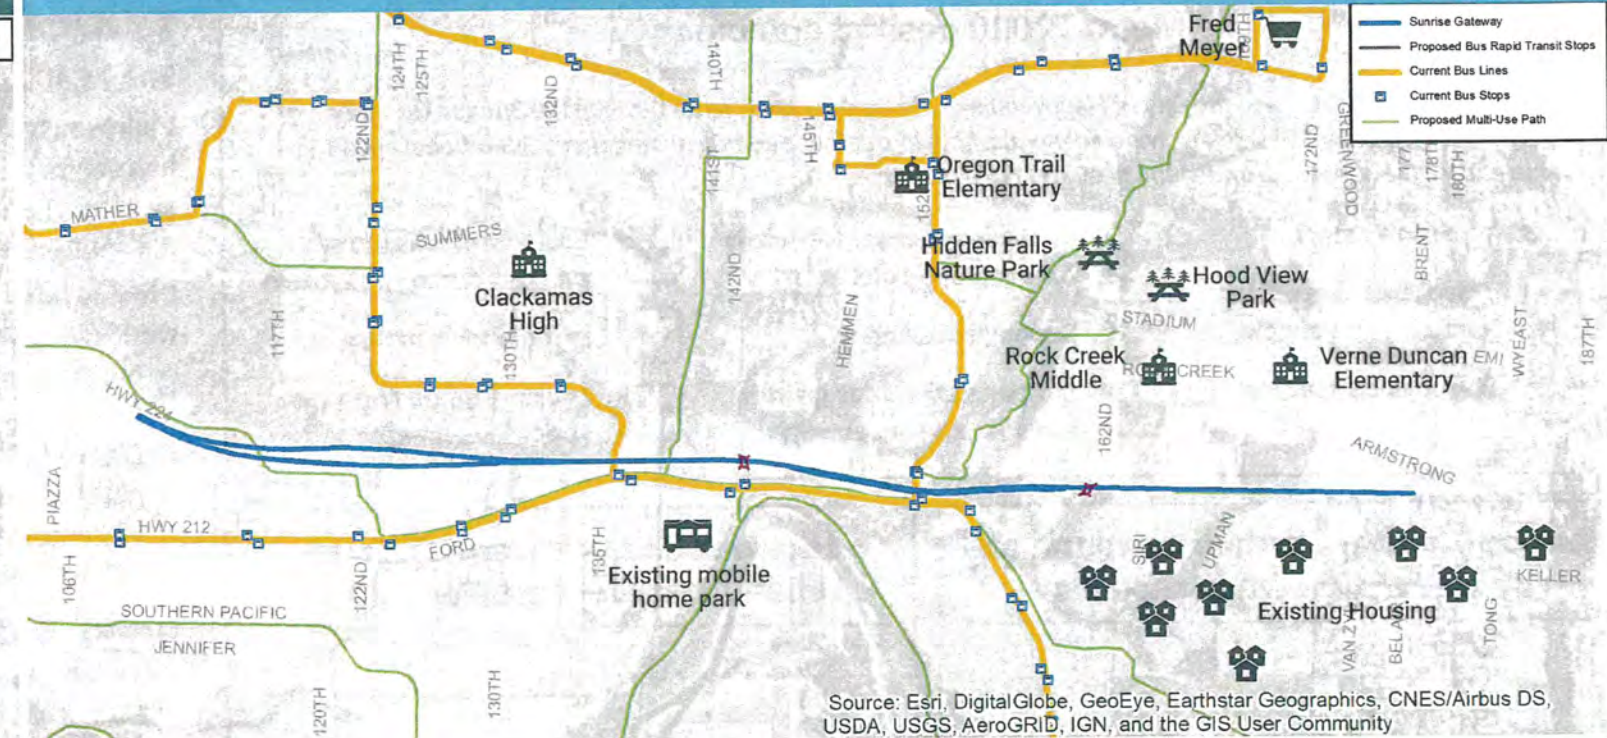 Fred
Meyer
Sunrise Gateway
Proposed Bus Rapid Transit Stops
Current Bus Lines
Current Bus Stops
Proposed Multi-Use Path
124TH
125TH
132ND
140TH
122ND
141ST
145TH
172ND
GREENWOOD
180TH
Oregon Trail
Elementary
MATHER
SUMMERS
Clackamas
High
142ND
Hidden Falls
Nature Park
Hood View
Park
BRENT
STADIUM
117TH
130TH
HEMMEN
Rock Creek
Middle
CREEK
Verne Duncan
Elementary
EMI
WYEAST
187TH
HWY 224
162ND
ARMSTRONG
PIAZZA
HWY 212
FORD
106TH
122ND
135TH
Existing mobile
home park
SIRI
UPMAN
Existing Housing
KELLER
VAN Z
TONG
SOUTHERN PACIFIC
JENNIFER
120TH
130TH
Source: Esri, DigitalGlobe, GeoEye, Earthstar Geographics, CNES/Airbus DS,
USDA, USGS, AeroGRID, IGN, and the GIS User Community